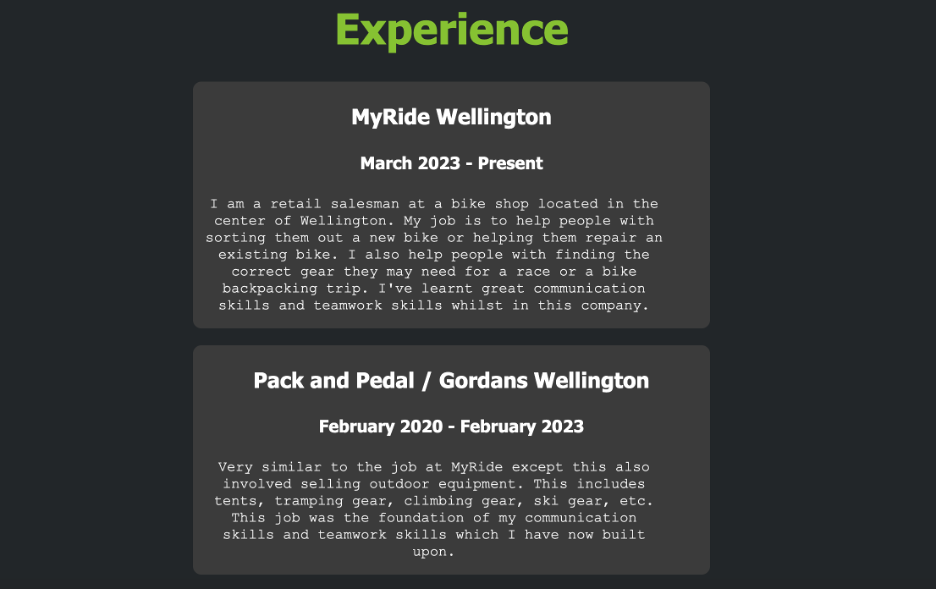 Experience
MyRide Wellington
March 2023 - Present
I am a retail salesman at a bike shop located in the
center of Wellington. My job is to help people with
sorting them out a new bike or helping them repair an
existing bike. I also help people with finding the
correct gear they may need for a race or a bike
backpacking trip. I've learnt great communication
skills and teamwork skills whilst in this company.
Pack and Pedal / Gordans Wellington
February 2020 - February 2023
Very similar to the job at MyRide except this also
involved selling outdoor equipment. This includes
tents, tramping gear, climbing gear, ski gear, etc.
This job was the foundation of my communication
skills and teamwork skills which I have now built
upon.